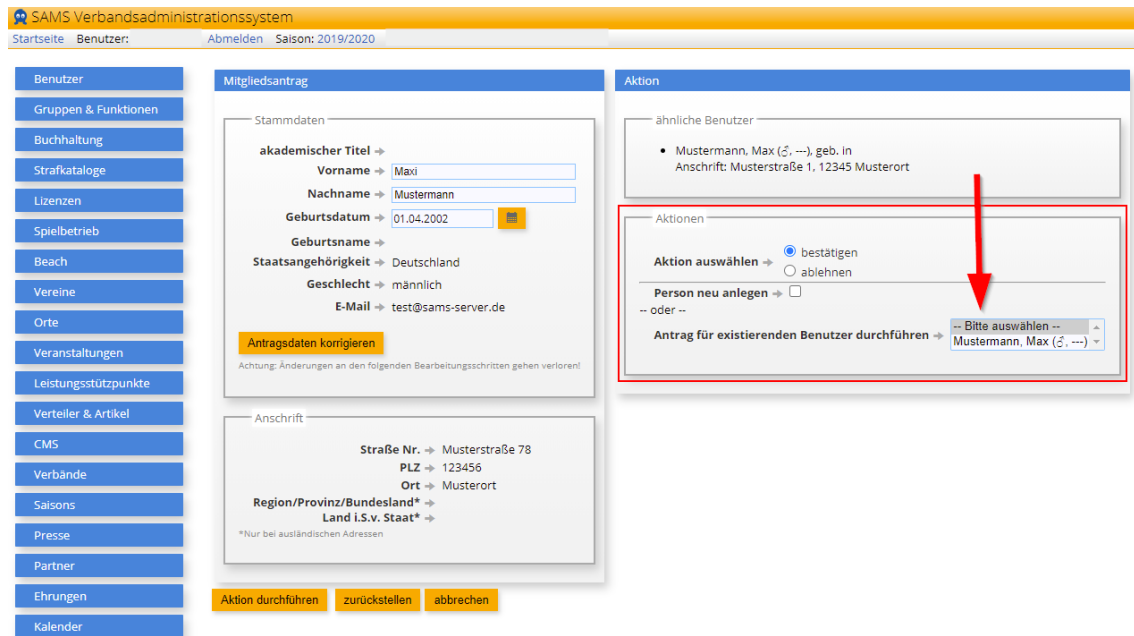 SAMS Verbandsadministrationssystem
Startseite Benutzer: Abmelden Saison: 2019/2020
Benutzer
Gruppen & Funktionen
Buchhaltung
Strafkataloge
Lizenzen
Spielbetrieb
Beach
Vereine
Orte
Veranstaltungen
Leistungsstützpunkte
Verteiler & Artikel
CMS
Verbände
Saisons
Presse
Partner
Ehrungen
Kalender
Mitgliedsantrag
Stammdaten
akademischer Titel
Vorname Maxi
Nachname Mustermann
Geburtsdatum 01.04.2002
Geburtsname
Staatsangehörigkeit Deutschland
Geschlecht männlich
E-Mail test@sams-server.de
Antragsdaten korrigieren
Achtung: Änderungen an den folgenden Bearbeitungsschritten gehen verloren!
Anschrift
Straße Nr. Musterstraße 78
PLZ 123456
Ort Musterort
Region/Provinz/Bundesland*
Land i.S.v. Staat*
*Nur bei ausländischen Adressen
Aktion durchführen zurückstellen abbrechen
Aktion
ähnliche Benutzer
Mustermann, Max (♂, ---), geb. in
Anschrift: Musterstraße 1, 12345 Musterort
Aktionen
Aktion auswählen bestätigen
ablehnen
Person neu anlegen
-- oder --
Antrag für existierenden Benutzer durchführen -- Bitte auswählen --
Mustermann, Max (♂, ---)